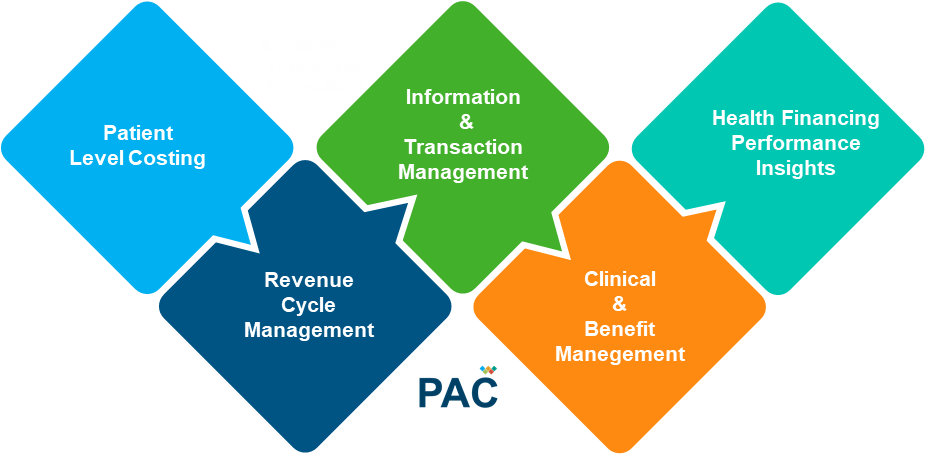 Patient
Level Costing
Revenue
Cycle
Management
Information
&
Transaction
Management
Clinical
&
Benefit
Manegement
Health Financing
Performance
Insights
PAC